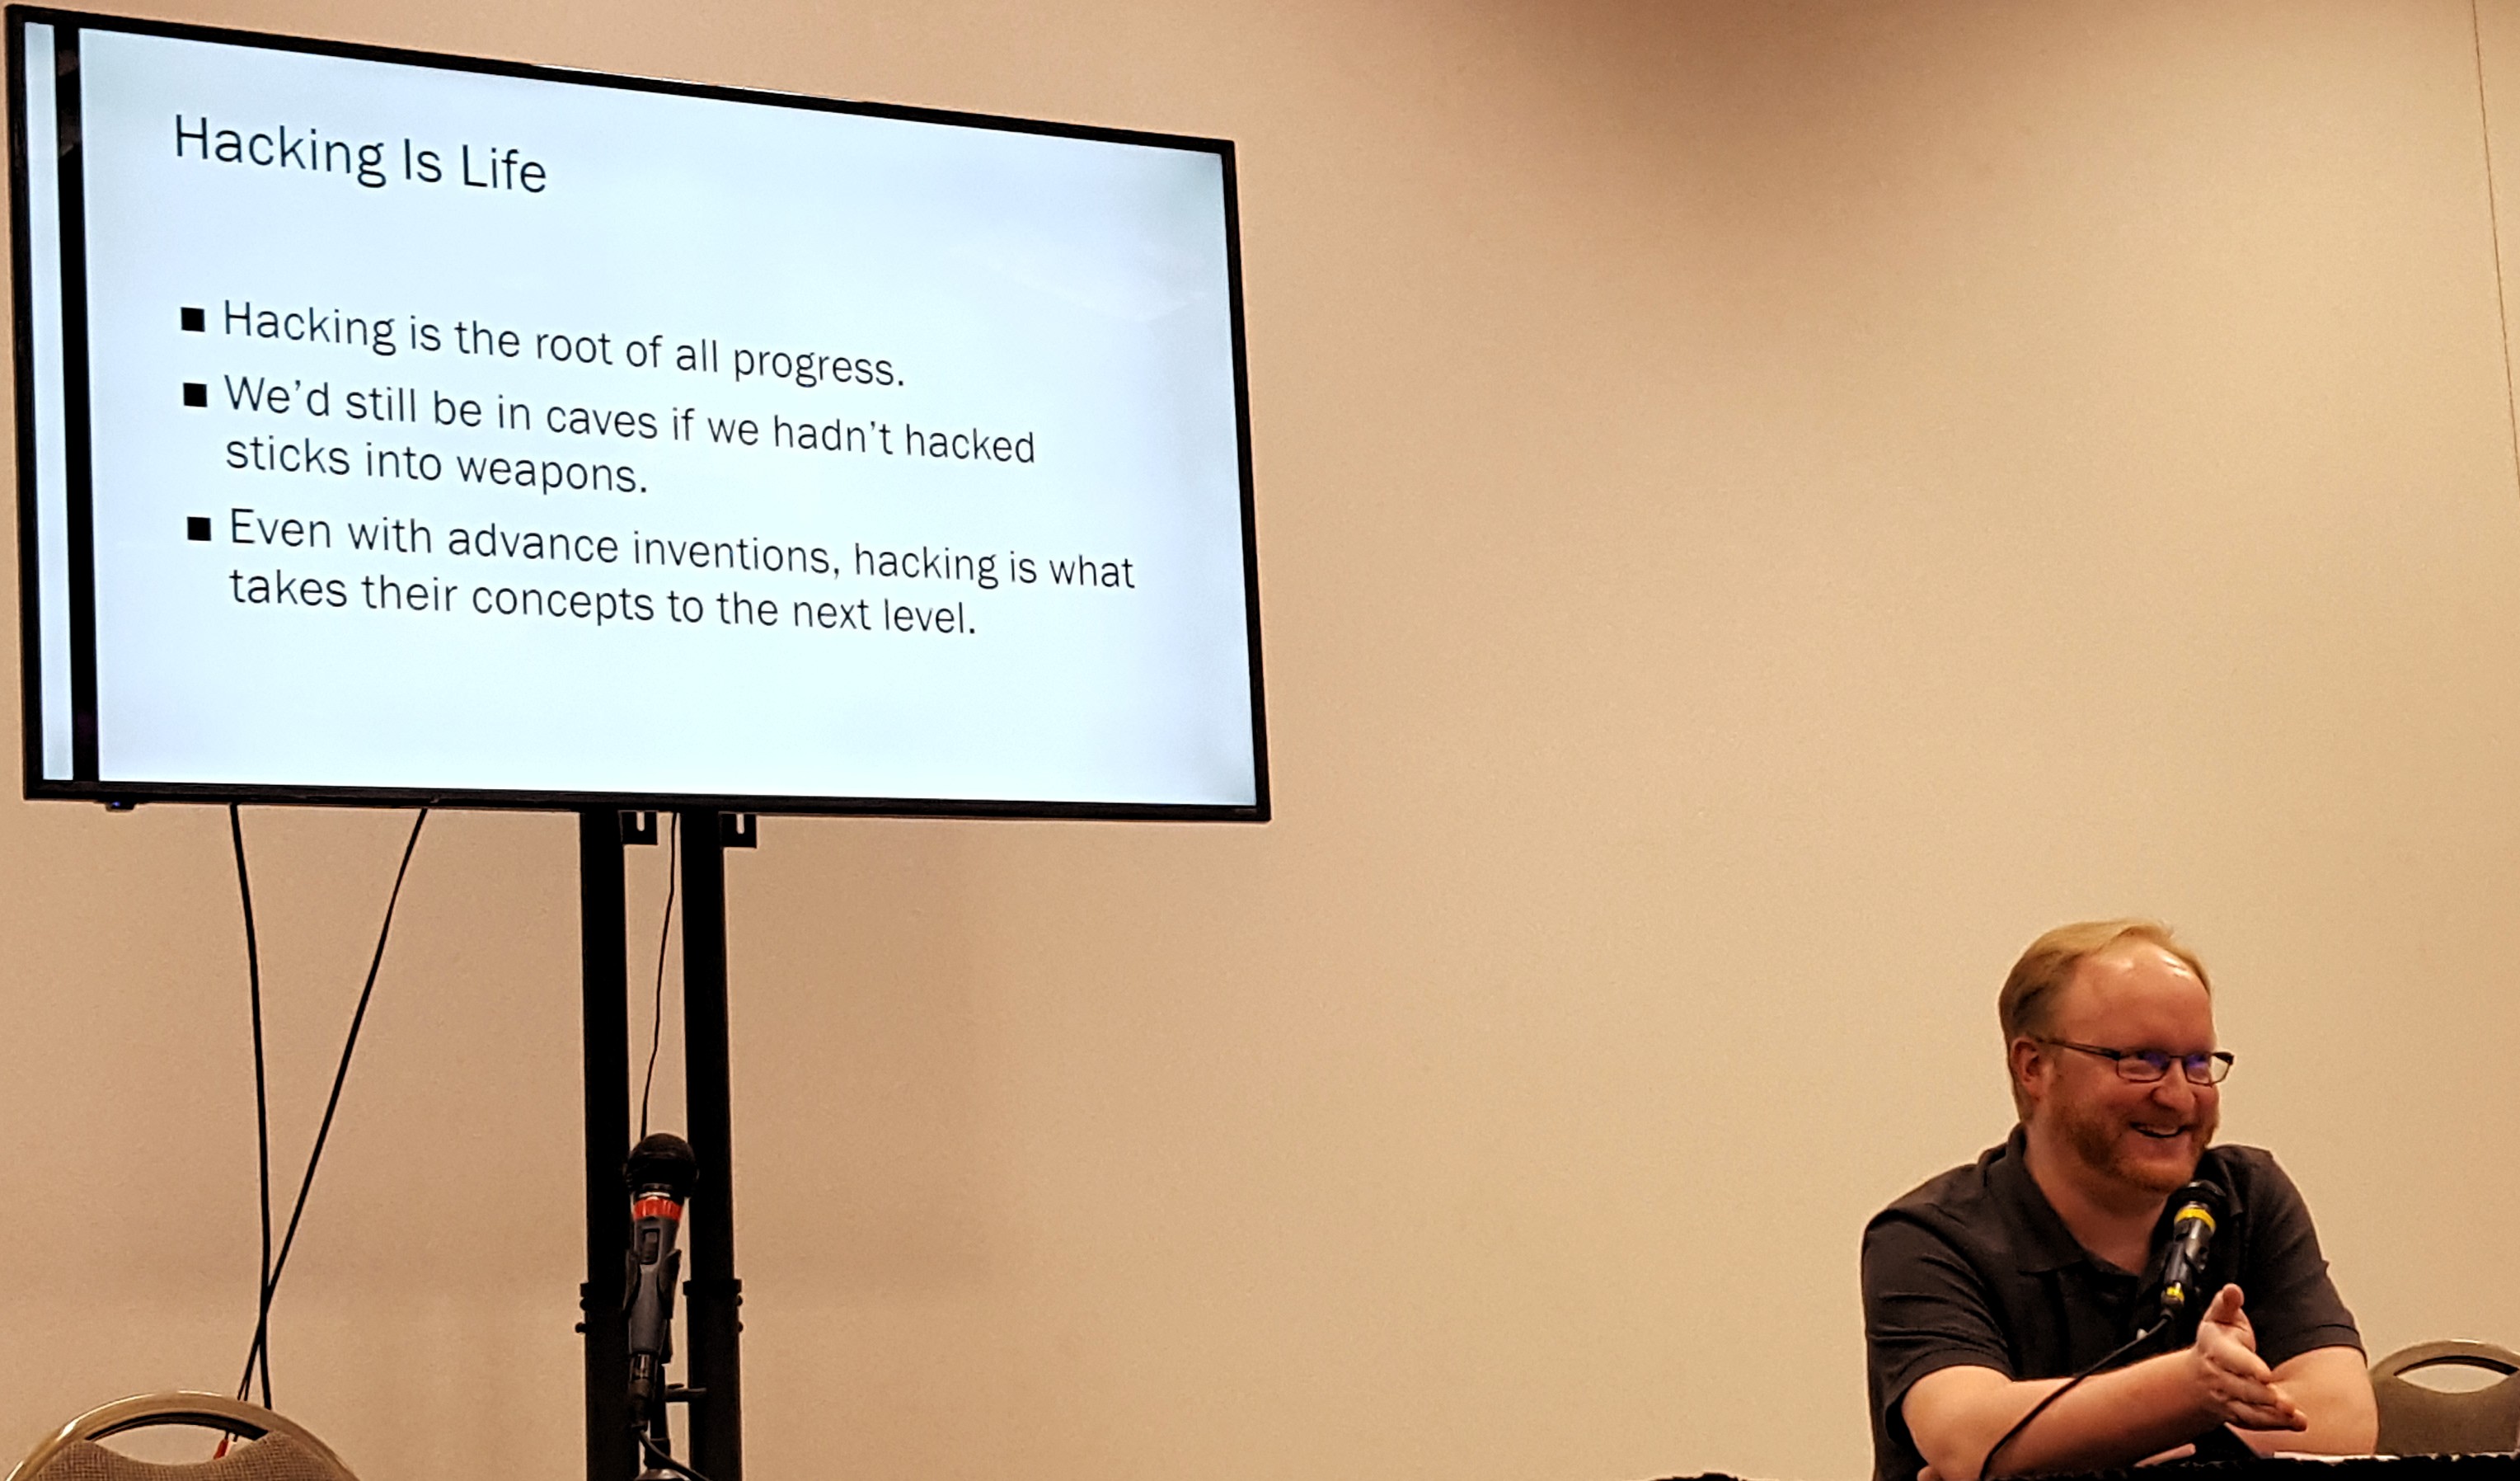 Hacking Is Life
■ Hacking is the root of all progress.
■ We'd still be in caves if we hadn't hacked
sticks into weapons.
■ Even with advance inventions, hacking is what
takes their concepts to the next level.